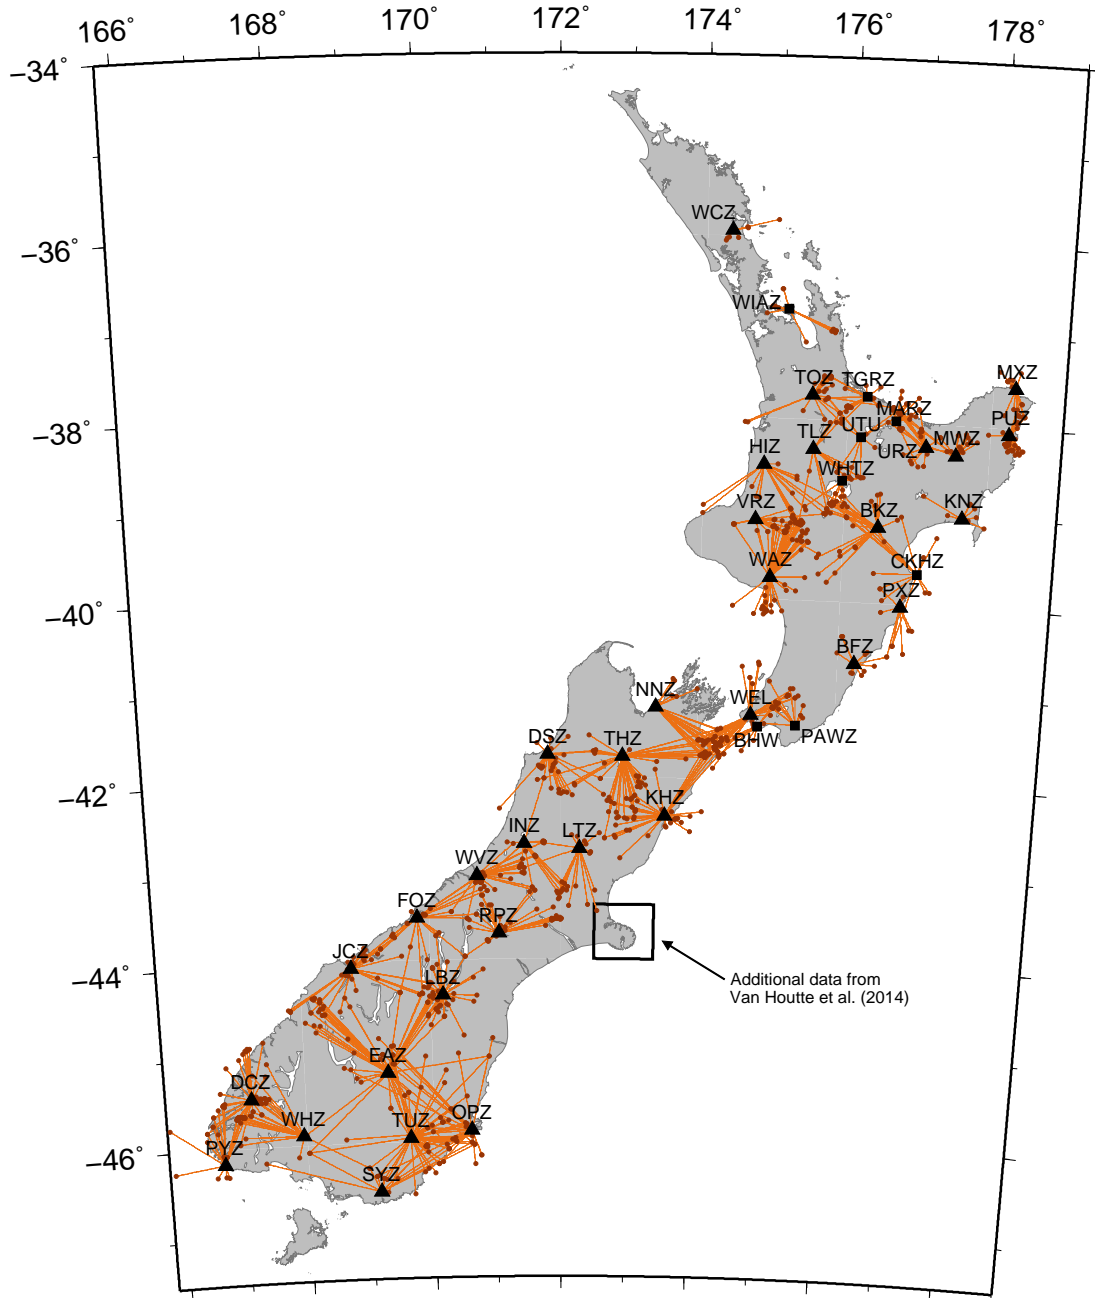 166° 168° 170° 172° 174° 176° 178°
−34°
WCZ
−36°
WIAZ
MXZ
TOZ TGRZ
MARZ
PUZ
−38°
TLZ UTU
MWZ
HIZ URZ
WHTZ
VRZ BKZ KNZ
WAZ CKHZ
PXZ
−40°
BFZ
NNZ WEL
DSZ THZ BHW PAWZ
−42°
KHZ
INZ LTZ
WVZ
FOZ RPZ
JCZ
−44°
LBZ
Additional data from
Van Houtte et al. (2014)
EAZ
DCZ
WHZ TUZ OPZ
−46°
PYZ
SYZ